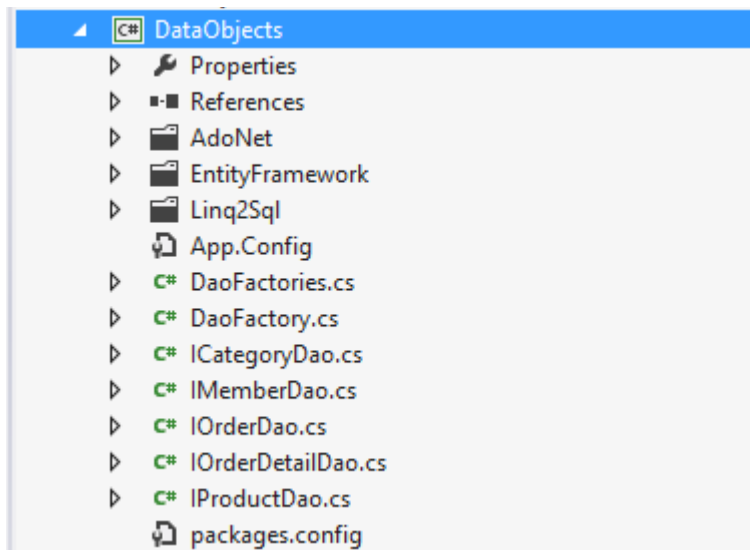 C# DataObjects
Properties
References
AdoNet
EntityFramework
Linq2Sql
App.Config
C# DaoFactories.cs
C# DaoFactory.cs
C# ICategoryDao.cs
C# IMemberDao.cs
C# IOrderDao.cs
C# IOrderDetailDao.cs
C# IProductDao.cs
packages.config